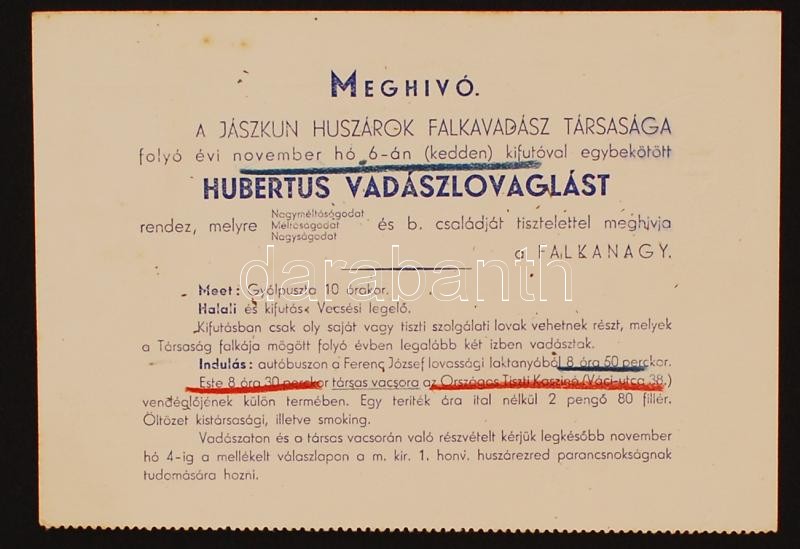 MEGHIVÓ.
A JÁSZKUN HUSZÁROK FALKAVADÁSZ TÁRSASÁGA
folyó évi november hó 6-án (kedden) kifutóval egybekötött
HUBERTUS VADÁSZLOVAGLÁST
rendez, melyre Nagyméltóságodat Méltóságodat Nagyságodat és b. családját tisztelettel meghivja
a FALKANAGY.
darabanth
Meet: Gyálpuszta 10 órakor.
Halali és kifutás: Vecsési legelő.
Kifutásban csak oly saját vagy tiszti szolgálati lovak vehetnek részt, melyek
a Társaság falkája mögött folyó évben legalább két izben vadásztak.
Indulás: autóbuszon a Ferenc József lovassági laktanyából 8 óra 50 perckor.
Este 8 óra 30 perckor társas vacsora az Országos Tiszti Kaszinó (Váci-utca 38.)
vendéglőjének külön termében. Egy teriték ára ital nélkül 2 pengő 80 fillér.
Öltözet kistársasági, illetve smoking.
Vadászaton és a társas vacsorán való részvételt kérjük legkésőbb november
hó 4-ig a mellékelt válaszlapon a m. kir. 1. honv. huszárezred parancsnokságnak
tudomására hozni.